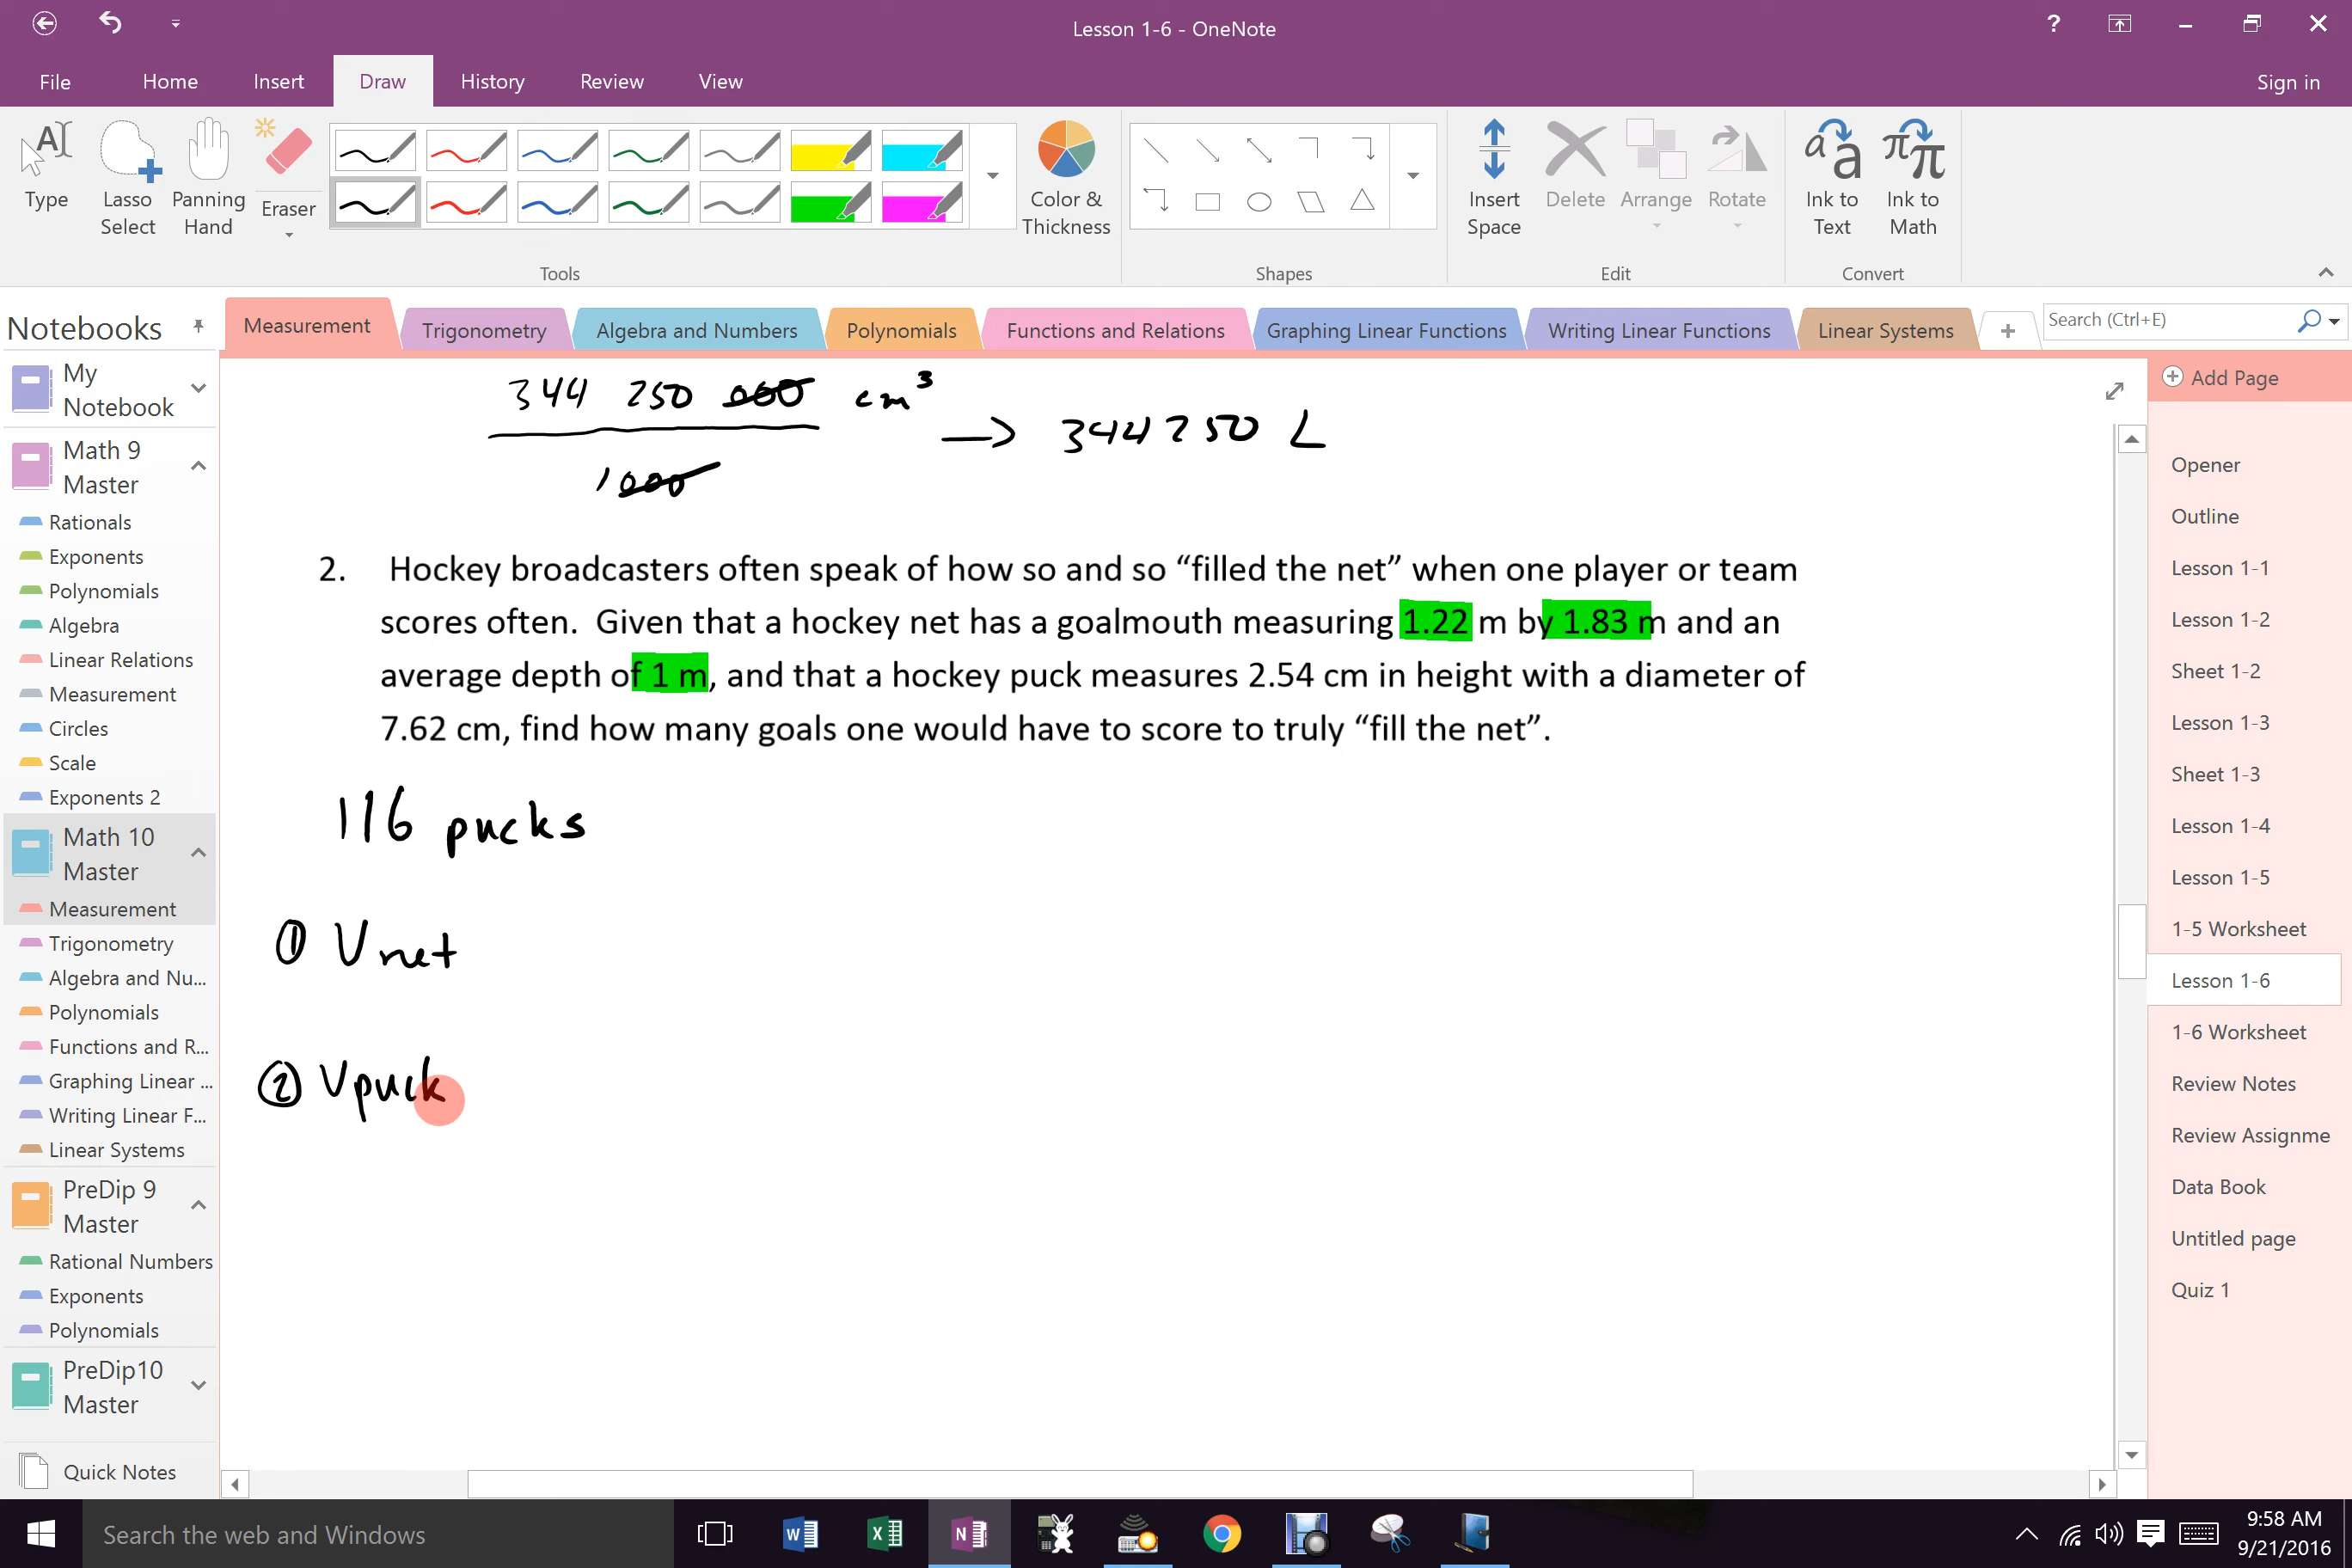 Lesson 1-6 - OneNote
?
File Home Insert Draw History Review View Sign in
Type
Lasso Select
Panning Hand
Eraser
Color & Thickness
Insert Space
Delete
Arrange
Rotate
Ink to Text
Ink to Math
Tools Shapes Edit Convert
Notebooks
Measurement Trigonometry Algebra and Numbers Polynomials Functions and Relations Graphing Linear Functions Writing Linear Functions Linear Systems +
Search (Ctrl+E)
My Notebook
Math 9 Master
Rationals
Exponents
Polynomials
Algebra
Linear Relations
Measurement
Circles
Scale
Exponents 2
Math 10 Master
Measurement
Trigonometry
Algebra and Nu...
Polynomials
Functions and R...
Graphing Linear ...
Writing Linear F...
Linear Systems
PreDip 9 Master
Rational Numbers
Exponents
Polynomials
PreDip10 Master
Quick Notes
344 250 000 cm³
1000
→ 344250 L
2. Hockey broadcasters often speak of how so and so “filled the net” when one player or team
scores often. Given that a hockey net has a goalmouth measuring 1.22 m by 1.83 m and an
average depth of 1 m, and that a hockey puck measures 2.54 cm in height with a diameter of
7.62 cm, find how many goals one would have to score to truly “fill the net”.
116 pucks
① Vnet
② Vpuck
Add Page
Opener
Outline
Lesson 1-1
Lesson 1-2
Sheet 1-2
Lesson 1-3
Sheet 1-3
Lesson 1-4
Lesson 1-5
1-5 Worksheet
Lesson 1-6
1-6 Worksheet
Review Notes
Review Assignme
Data Book
Untitled page
Quiz 1
Search the web and Windows
9:58 AM
9/21/2016